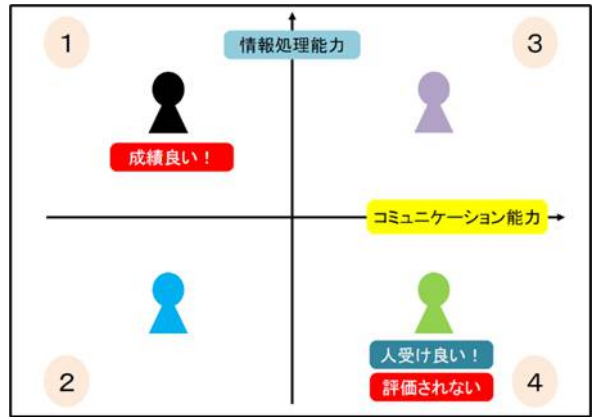 1
情報処理能力
3
成績良い！
コミュニケーション能力
人受け良い！
2
評価されない
4